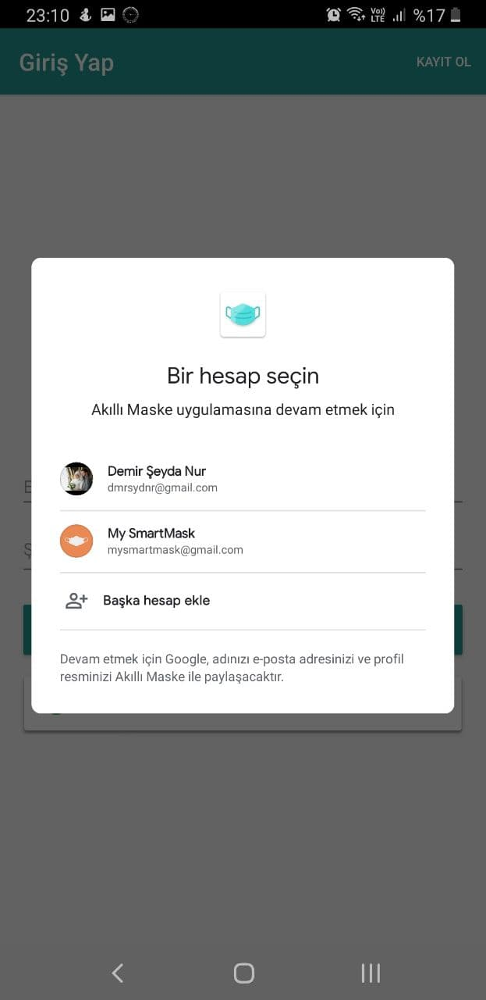 23:10 Vo)) LTE %17
Giriş Yap KAYIT OL
Bir hesap seçin
Akıllı Maske uygulamasına devam etmek için
Demir Şeyda Nur
dmrsydnr@gmail.com
My SmartMask
mysmartmask@gmail.com
Başka hesap ekle
Devam etmek için Google, adınızı e-posta adresinizi ve profil
resminizi Akıllı Maske ile paylaşacaktır.